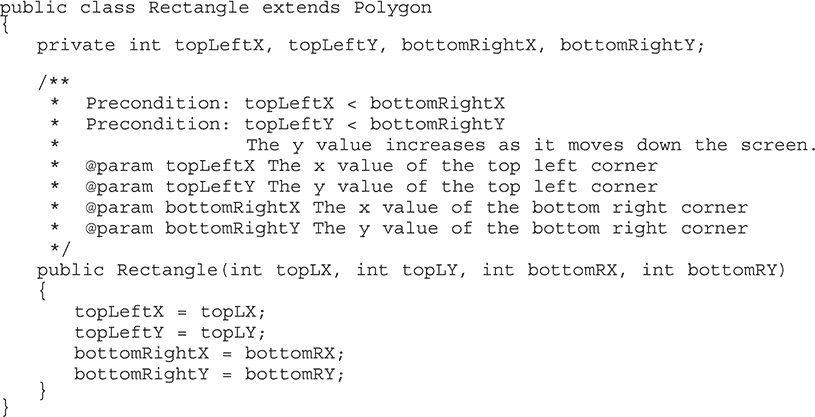 public class Rectangle extends Polygon
{
    private int topLeftX, topLeftY, bottomRightX, bottomRightY;

    /**
     *  Precondition: topLeftX < bottomRightX
     *  Precondition: topLeftY < bottomRightY
     *                The y value increases as it moves down the screen.
     *  @param topLeftX The x value of the top left corner
     *  @param topLeftY The y value of the top left corner
     *  @param bottomRightX The x value of the bottom right corner
     *  @param bottomRightY The y value of the bottom right corner
     */
    public Rectangle(int topLX, int topLY, int bottomRX, int bottomRY)
    {
        topLeftX = topLX;
        topLeftY = topLY;
        bottomRightX = bottomRX;
        bottomRightY = bottomRY;
    }
}